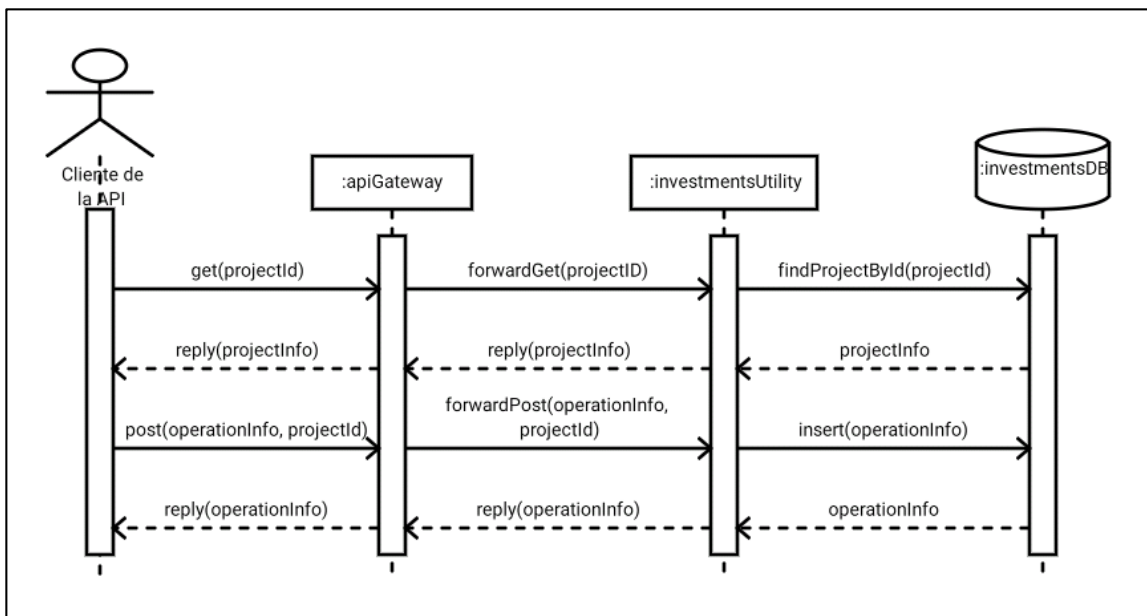 Cliente de
la API
:apiGateway
:investmentsUtility
:investmentsDB
get(projectId)
forwardGet(projectID)
findProjectById(projectId)
reply(projectInfo)
reply(projectInfo)
projectInfo
post(operationInfo, projectId)
forwardPost(operationInfo,
projectId)
insert(operationInfo)
reply(operationInfo)
reply(operationInfo)
operationInfo